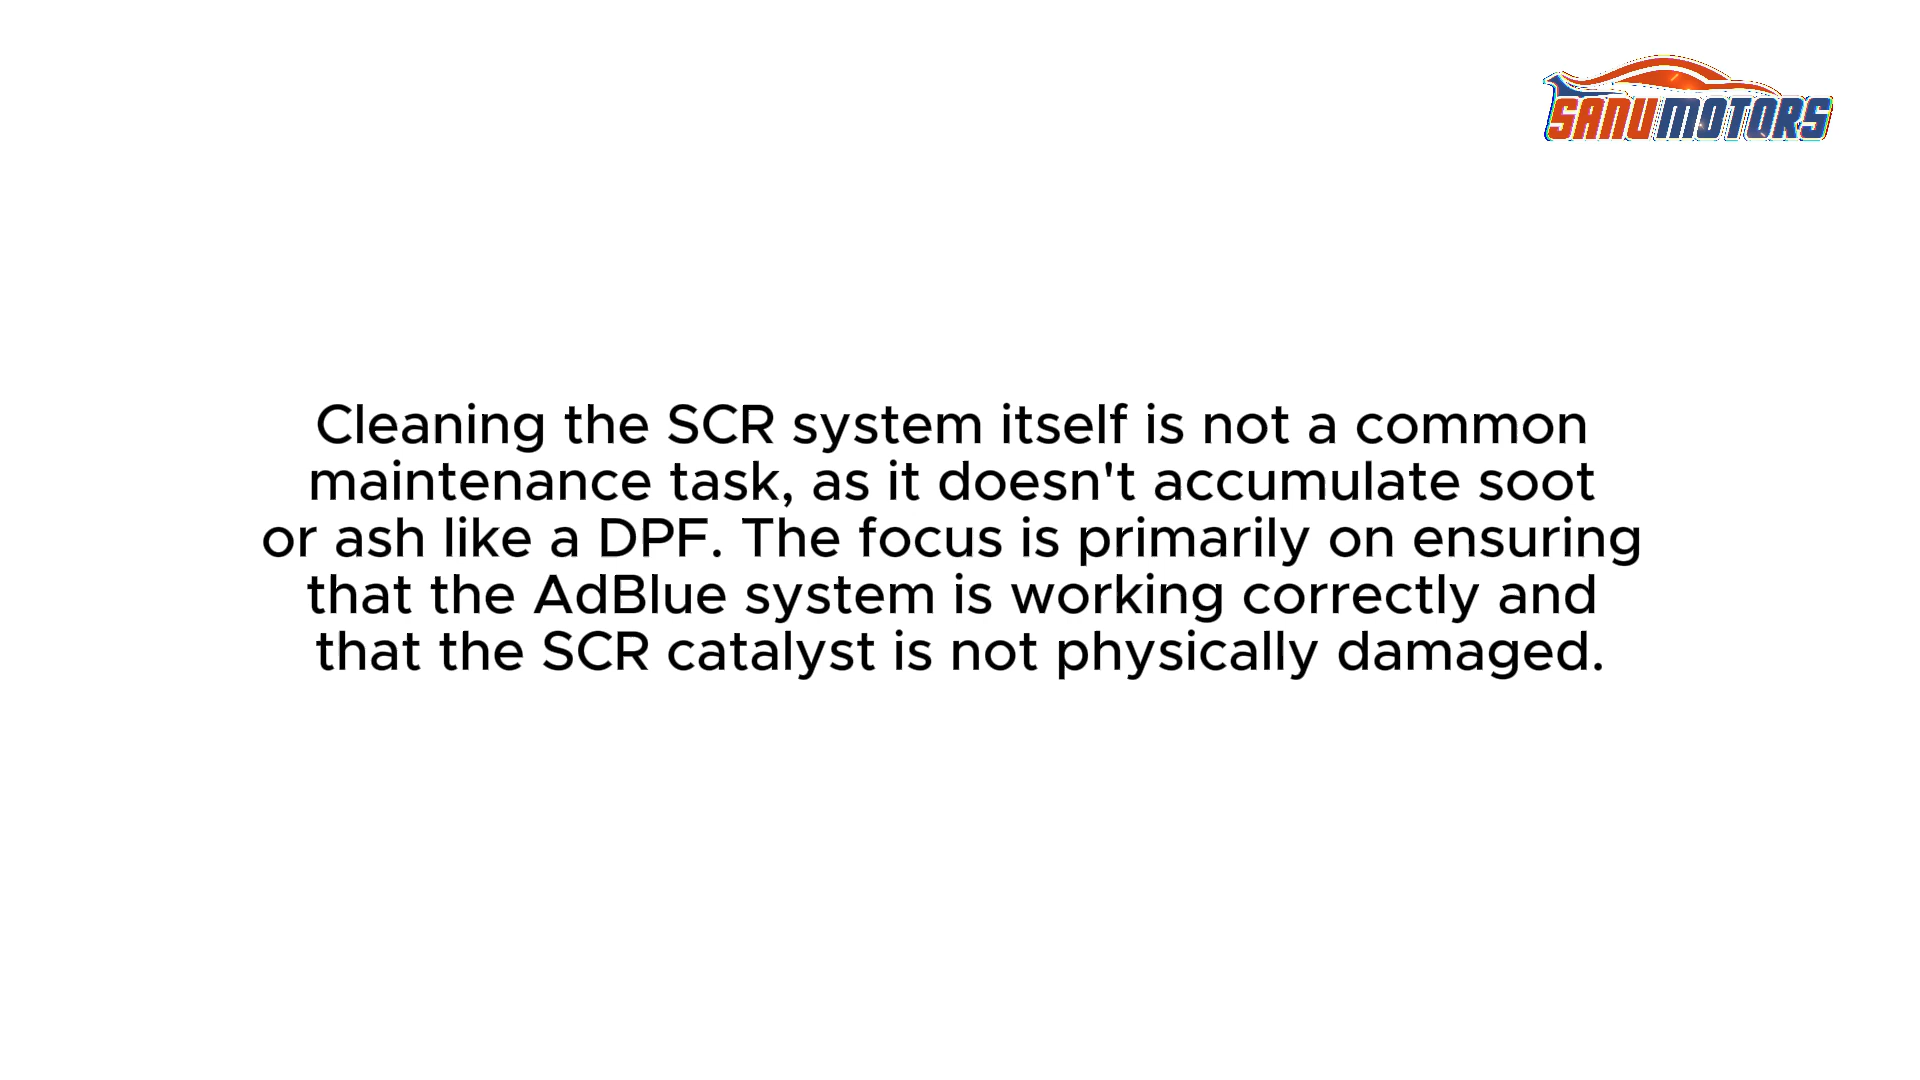 SANUMOTORS
Cleaning the SCR system itself is not a common
maintenance task, as it doesn't accumulate soot
or ash like a DPF. The focus is primarily on ensuring
that the AdBlue system is working correctly and
that the SCR catalyst is not physically damaged.